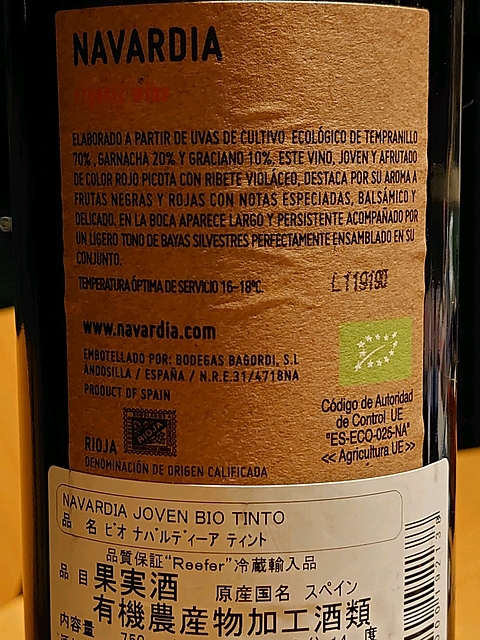 NAVARDIA
ELABORADO A PARTIR DE UVAS DE CULTIVO ECOLÓGICO DE TEMPRANILLO
70%, GARNACHA 20% Y GRACIANO 10%. ESTE VINO, JOVEN Y AFRUTADO
DE COLOR ROJO PICOTA CON RIBETE VIOLÁCEO, DESTACA POR SU AROMA A
FRUTAS NEGRAS Y ROJAS CON NOTAS ESPECIADAS, BALSÁMICO Y
DELICADO. EN LA BOCA APARECE LARGO Y PERSISTENTE ACOMPAÑADO POR
UN LIGERO TONO DE BAYAS SILVESTRES PERFECTAMENTE ENSAMBLADO EN SU
CONJUNTO.
TEMPERATURA ÓPTIMA DE SERVICIO 16-18ºC.
L119190
www.navardia.com
EMBOTELLADO POR: BODEGAS BAGORDI, S.L
ANDOSILLA / ESPAÑA / N.R.E.31/4718NA
PRODUCT OF SPAIN
Código de Autoridad
de Control UE
"ES-ECO-025-NA"
<< Agricultura UE >>
RIOJA
RIOJA
DENOMINACIÓN DE ORIGEN CALIFICADA
NAVARDIA JOVEN BIO TINTO
品 名 ビオ ナバルディーア ティント
品質保証"Reefer"冷蔵輸入品
品目 果実酒 原産国名 スペイン
有機農産物加工酒類
内容量 750